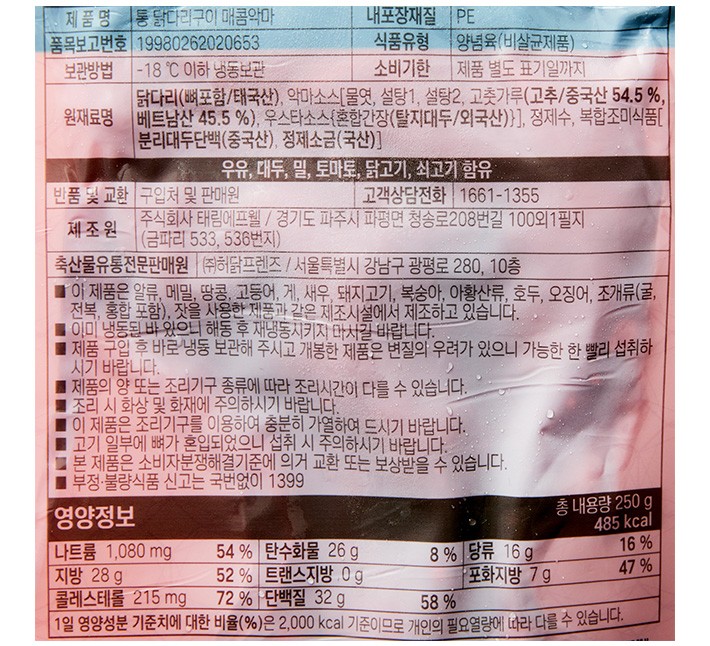 제 품 명 통 닭다리구이 매콤악마 내포장재질 PE
품목보고번호 19980262020653 식품유형 양념육(비살균제품)
보관방법 -18 ℃ 이하 냉동보관 소비기한 제품 별도 표기일까지
원재료명 닭다리(뼈포함/태국산), 악마소스[물엿, 설탕1, 설탕2, 고춧가루(고추/중국산 54.5 %,
베트남산 45.5 %), 우스타소스{혼합간장(탈지대두/외국산)}], 정제수, 복합조미식품[
분리대두단백(중국산), 정제소금(국산)]
우유, 대두, 밀, 토마토, 닭고기, 쇠고기 함유
반품 및 교환 구입처 및 판매원 고객상담전화 1661-1355
제 조 원 주식회사 태림에프웰 / 경기도 파주시 파평면 청송로208번길 100외1필지
(금파리 533, 536번지)
축산물유통전문판매원 ㈜허닭프렌즈 / 서울특별시 강남구 광평로 280, 10층
■ 이 제품은 알류, 메밀, 땅콩, 고등어, 게, 새우, 돼지고기, 복숭아, 아황산류, 호두, 오징어, 조개류(굴,
전복, 홍합 포함), 잣을 사용한 제품과 같은 제조시설에서 제조하고 있습니다.
■ 이미 냉동된 바 있으니 해동 후 재냉동시키지 마시길 바랍니다.
■ 제품 구입 후 바로 냉동 보관해 주시고 개봉한 제품은 변질의 우려가 있으니 가능한 한 빨리 섭취하
시기 바랍니다.
■ 제품의 양 또는 조리기구 종류에 따라 조리시간이 다를 수 있습니다.
■ 조리 시 화상 및 화재에 주의하시기 바랍니다.
■ 이 제품은 조리기구를 이용하여 충분히 가열하여 드시기 바랍니다.
■ 고기 일부에 뼈가 혼입되었으니 섭취 시 주의하시기 바랍니다.
■ 본 제품은 소비자분쟁해결기준에 의거 교환 또는 보상받을 수 있습니다.
■ 부정·불량식품 신고는 국번없이 1399
영양정보 총 내용량 250 g
485 kcal
나트륨 1,080 mg 54 % 탄수화물 26 g 8 % 당류 16 g 16 %
지방 28 g 52 % 트랜스지방 0 g 포화지방 7 g 47 %
콜레스테롤 215 mg 72 % 단백질 32 g 58 %
1일 영양성분 기준치에 대한 비율(%)은 2,000 kcal 기준이므로 개인의 필요열량에 따라 다를 수 있습니다.